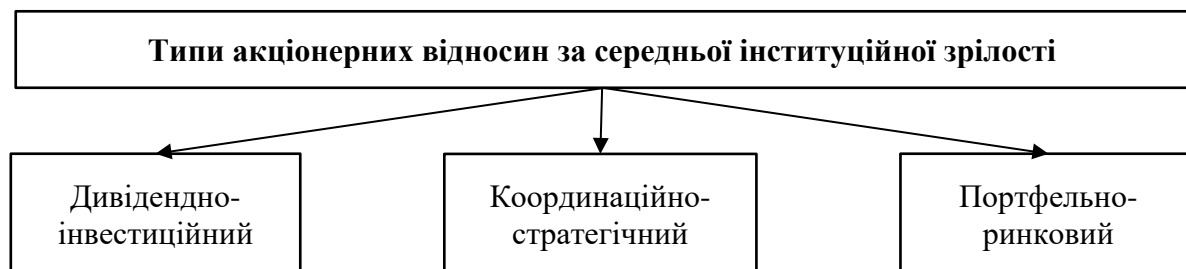 Типи акціонерних відносин за середньої інституційної зрілості
Дивідендно-
інвестиційний
Координаційно-
стратегічний
Портфельно-
ринковий